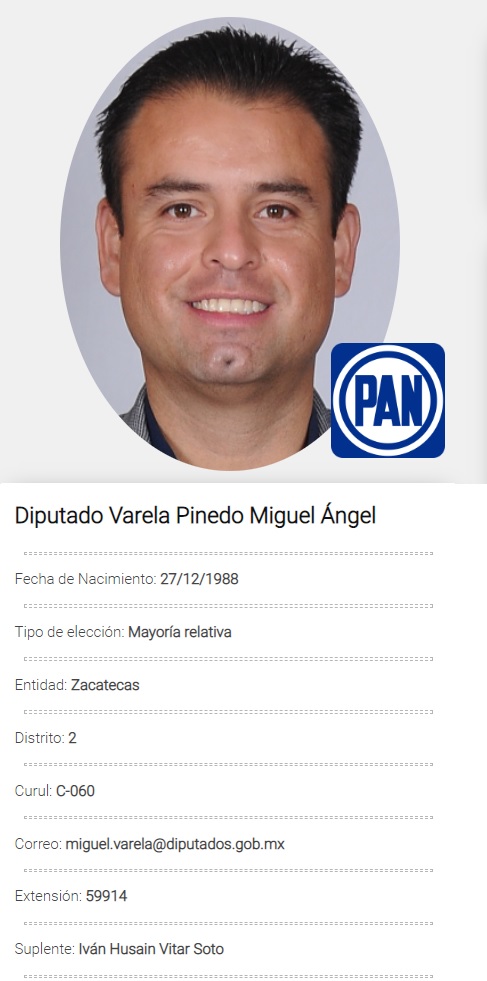 PAN
Diputado Varela Pinedo Miguel Ángel
Fecha de Nacimiento: 27/12/1988
Tipo de elección: Mayoría relativa
Entidad: Zacatecas
Distrito: 2
Curul: C-060
Correo: miguel.varela@diputados.gob.mx
Extensión: 59914
Suplente: Iván Husain Vitar Soto